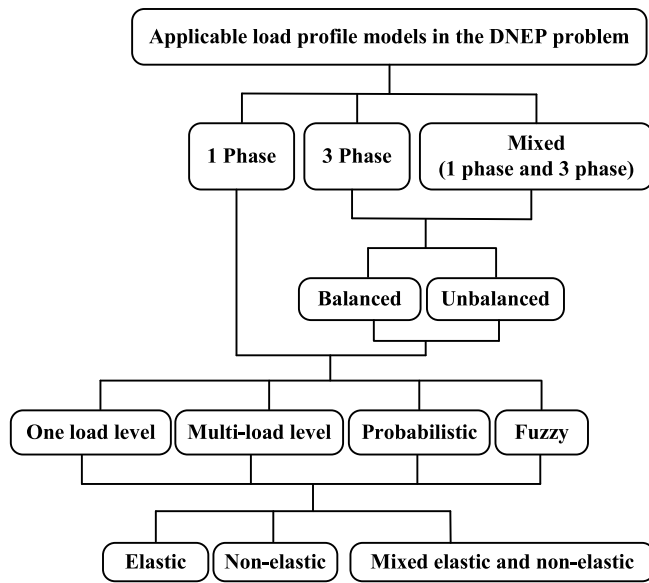 Applicable load profile models in the DNEP problem
1 Phase
3 Phase
Mixed
(1 phase and 3 phase)
Balanced
Unbalanced
One load level
Multi-load level
Probabilistic
Fuzzy
Elastic
Non-elastic
Mixed elastic and non-elastic